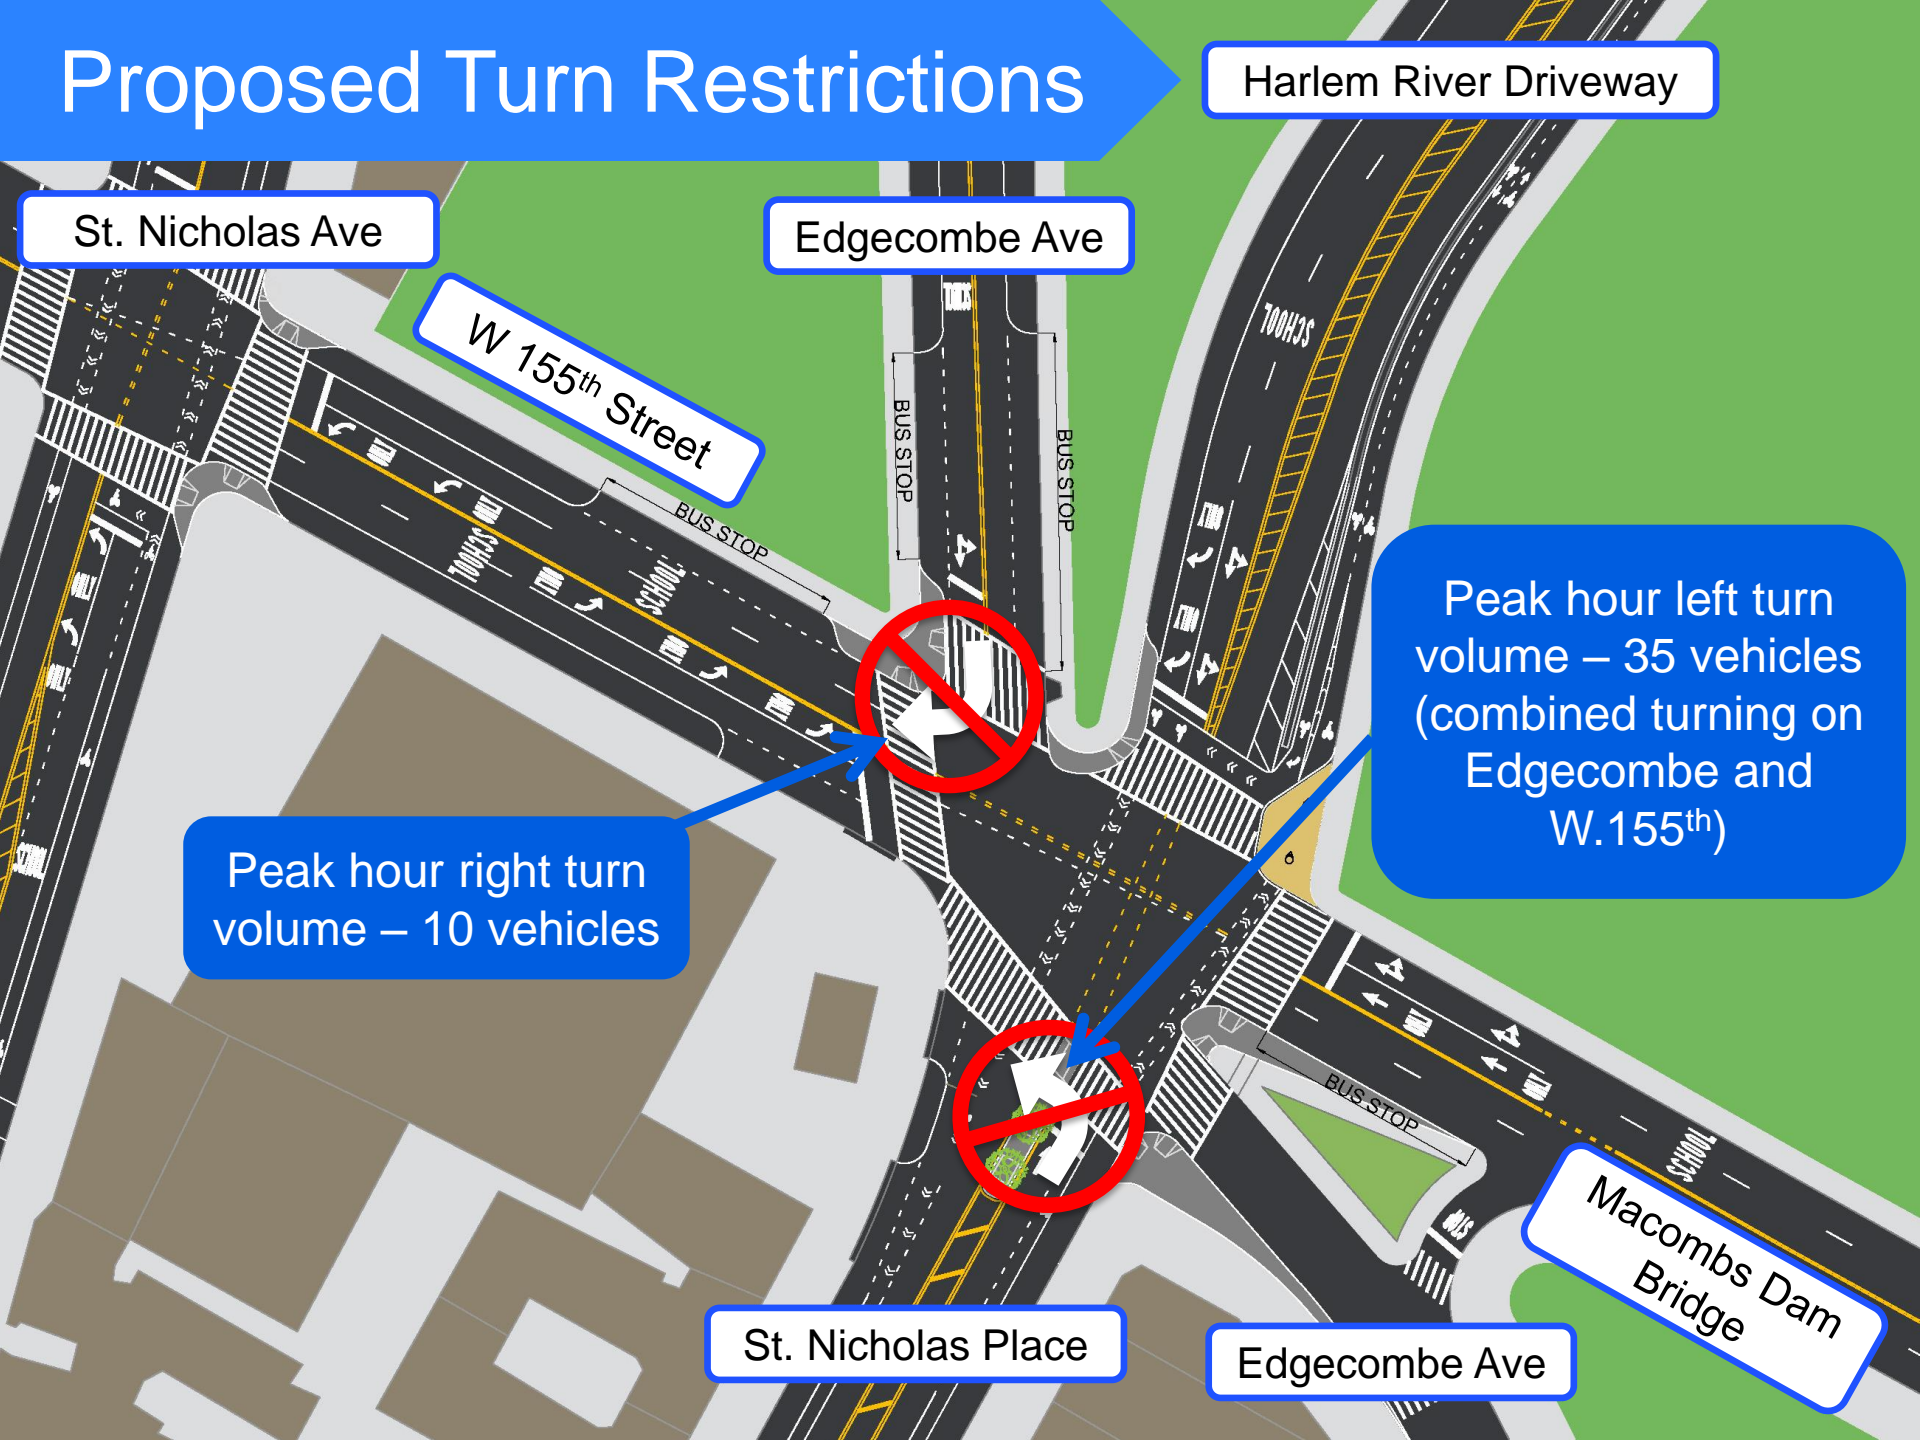 Proposed Turn Restrictions
Harlem River Driveway
St. Nicholas Ave
Edgecombe Ave
W 155th Street
SCHOOL
BUS STOP
BUS STOP
BUS STOP
SCHOOL
SCHOOL
Peak hour left turn
volume – 35 vehicles
(combined turning on
Edgecombe and
W.155th)
Peak hour right turn
volume – 10 vehicles
BUS STOP
SCHOOL
STOP
Macombs Dam
Bridge
St. Nicholas Place
Edgecombe Ave